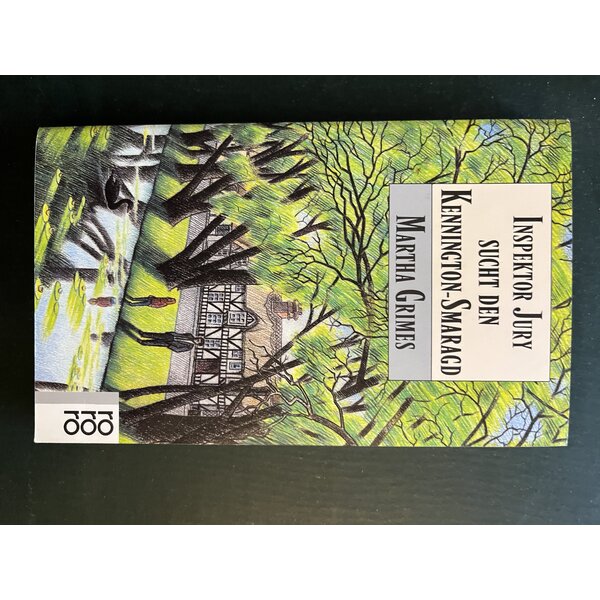 INSPEKTOR JURY
SUCHT DEN
KENNINGTON-SMARAGD
MARTHA GRIMES
rororo